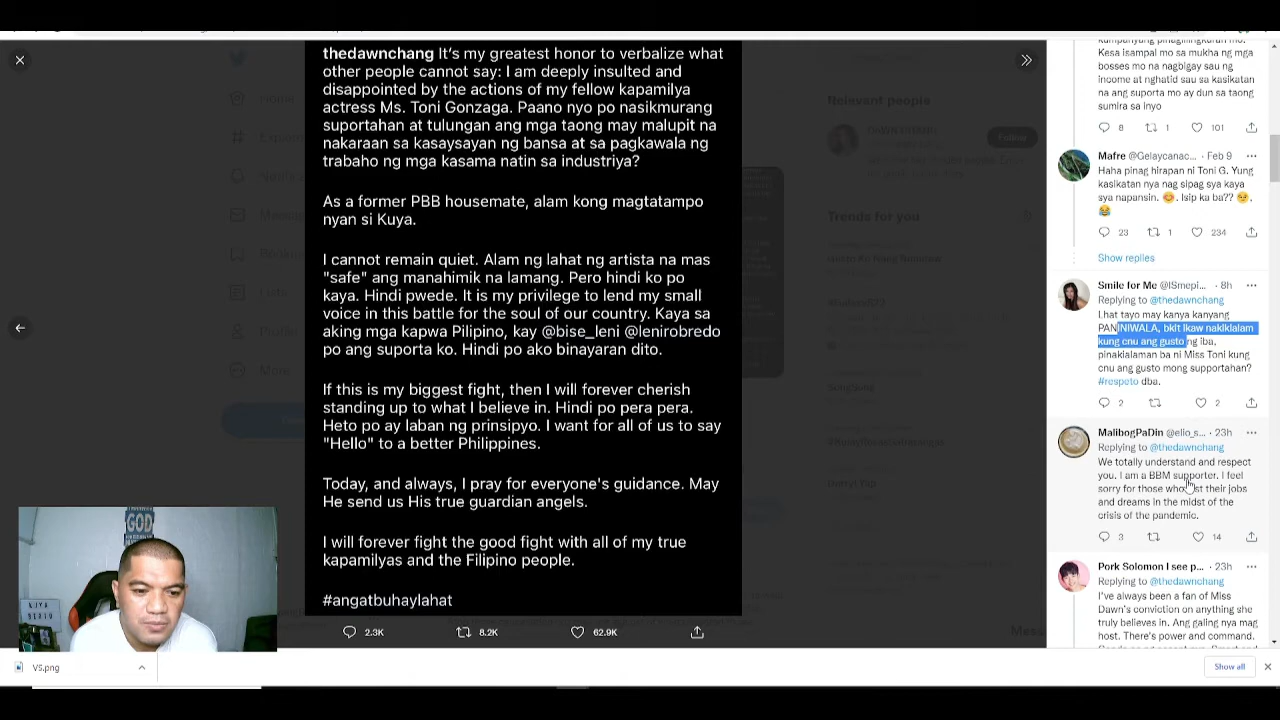 thedawnchang It's my greatest honor to verbalize what
other people cannot say: I am deeply insulted and
disappointed by the actions of my fellow kapamilya
actress Ms. Toni Gonzaga. Paano nyo po nasikmurang
suportahan at tulungan ang mga taong may malupit na
nakaraan sa kasaysayan ng bansa at sa pagkawala ng
trabaho ng mga kasama natin sa industriya?
As a former PBB housemate, alam kong magtatampo
nyan si Kuya.
I cannot remain quiet. Alam ng lahat ng artista na mas
"safe" ang manahimik na lamang. Pero hindi ko po
kaya. Hindi pwede. It is my privilege to lend my small
voice in this battle for the soul of our country. Kaya sa
aking mga kapwa Pilipino, kay @bise_leni @lenirobredo
po ang suporta ko. Hindi po ako binayaran dito.
If this is my biggest fight, then I will forever cherish
standing up to what I believe in. Hindi po pera pera.
Heto po ay laban ng prinsipyo. I want for all of us to say
"Hello" to a better Philippines.
Today, and always, I pray for everyone's guidance. May
He send us His true guardian angels.
I will forever fight the good fight with all of my true
kapamilyas and the Filipino people.
#angatbuhaylahat
2.3K 8.2K 62.9K
Relevant people
Follow
Trends for you
Kesa isampal mo sa mukha ng mga
bosses mo na nagbigay sau ng
income at nghatid sau sa kasikatan
na ang suporta mo ay dun sa taong
sumira sa inyo
8 1 101
Mafre @Gelaycanac... · Feb 9
Haha pinag hirapan ni Toni G. Yung
kasikatan nya nag sipag sya kaya
sya napansin. . Isip ka ba?? .
23 1 234
Show replies
Smile for Me @ISmepi... · 8h
Replying to @thedawnchang
Lhat tayo may kanya kanyang
PANINIWALA, bkit ikaw nakikialam
kung cnu ang gusto ng iba,
pinaklalaman ba ni Miss Toni kung
cnu ang gusto mong supportahan?
#respeto dba.
2 2
MalibogPaDin @elio_s... · 23h
Replying to @thedawnchang
We totally understand and respect
you. I am a BBM supporter. I feel
sorry for those who lost their jobs
and dreams in the midst of the
crisis of the pandemic.
3 14
Pork Solomon I see p... · 23h
Replying to @thedawnchang
I've always been a fan of Miss
Dawn's conviction on anything she
truly believes in. Ang galing nya mag
host. There's power and command.
GOD
VS.png
Show all